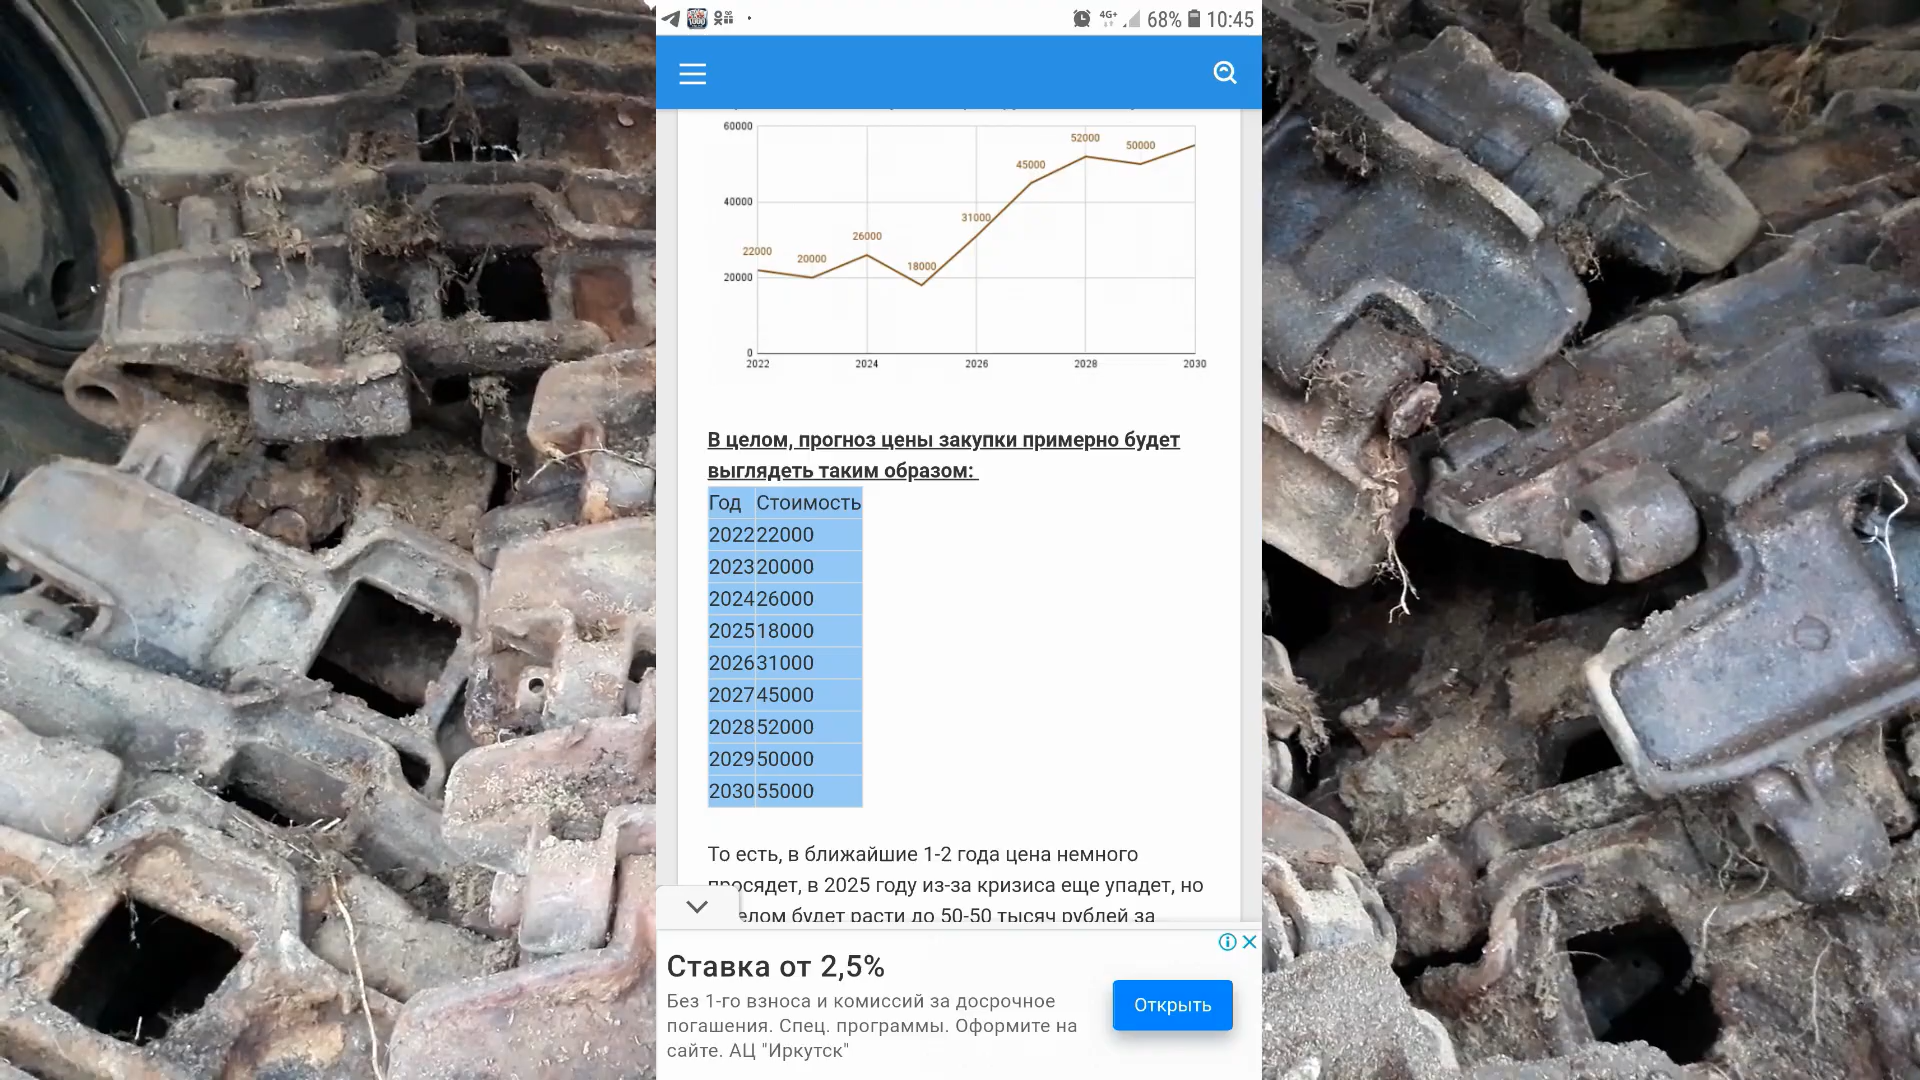 4G+ 68% 10:45
60000
40000
20000
0
22000
20000
26000
18000
31000
45000
52000
50000
2022 2024 2026 2028 2030
В целом, прогноз цены закупки примерно будет
выглядеть таким образом:
Год Стоимость
2022 22000
2023 20000
2024 26000
2025 18000
2026 31000
2027 45000
2028 52000
2029 50000
2030 55000
То есть, в ближайшие 1-2 года цена немного
просядет, в 2025 году из-за кризиса еще упадет, но
елом будет расти до 50-50 тысяч рублей за
Ставка от 2,5%
Без 1-го взноса и комиссий за досрочное
погашения. Спец. программы. Оформите на
сайте. АЦ "Иркутск"
Открыть